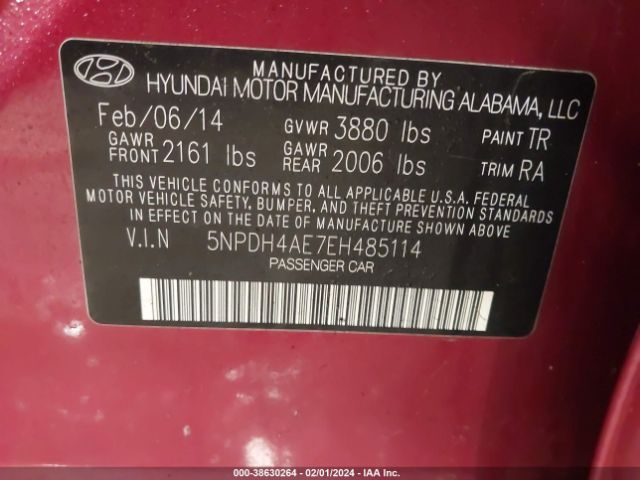 MANUFACTURED BY
HYUNDAI MOTOR MANUFACTURING ALABAMA, LLC
Feb/06/14 GVWR 3880 lbs PAINT TR
GAWR FRONT 2161 lbs GAWR REAR 2006 lbs TRIM RA
THIS VEHICLE CONFORMS TO ALL APPLICABLE U.S.A. FEDERAL
MOTOR VEHICLE SAFETY, BUMPER, AND THEFT PREVENTION STANDARDS
IN EFFECT ON THE DATE OF MANUFACTURE SHOWN ABOVE
V.I.N 5NPDH4AE7EH485114
PASSENGER CAR
000-38630264 - 02/01/2024 - IAA Inc.